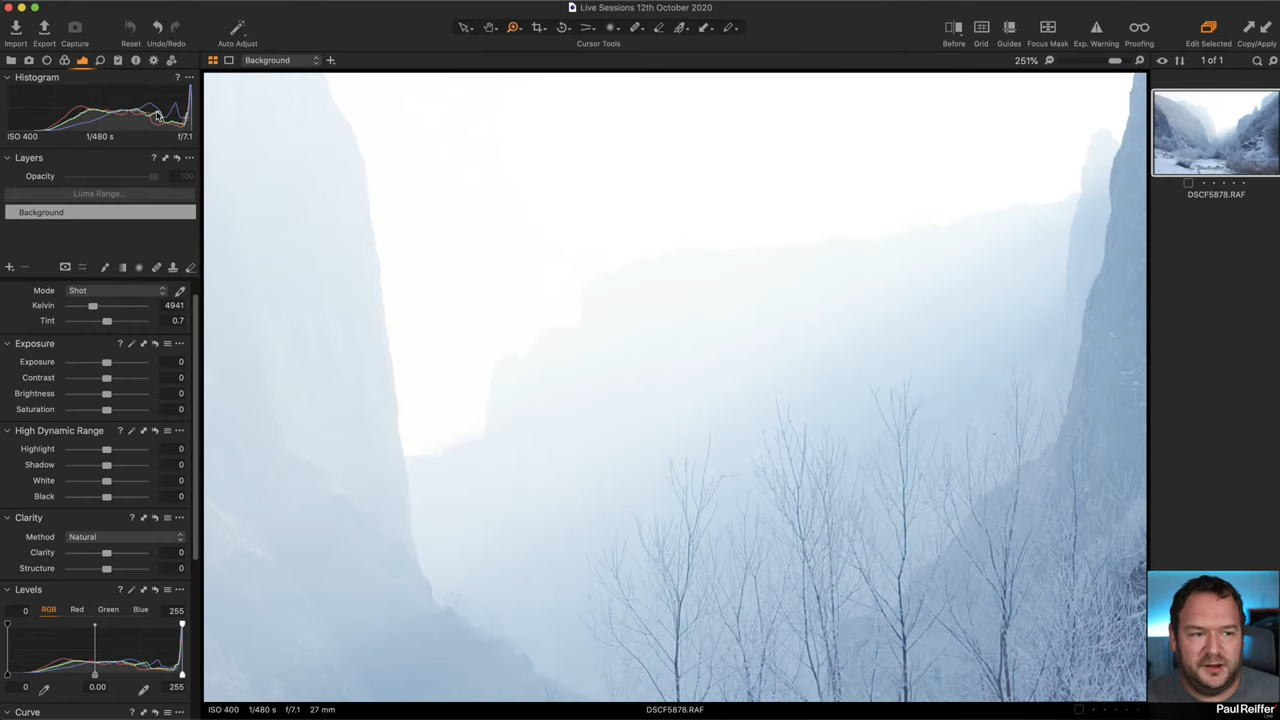 Live Sessions 12th October 2020
Import Export Capture Reset Undo/Redo Auto Adjust Cursor Tools Before Grid Guides Focus Mask Exp. Warning Proofing Edit Selected Copy/Apply
Background 251% 1 of 1
Histogram
ISO 400 1/480 s f/7.1
Layers
Opacity 100
Luma Range...
Background
Mode Shot
Kelvin 4941
Tint 0.7
Exposure
Exposure 0
Contrast 0
Brightness 0
Saturation 0
High Dynamic Range
Highlight 0
Shadow 0
White 0
Black 0
Clarity
Method Natural
Clarity 0
Structure 0
Levels
0 RGB Red Green Blue 255
0 0.00 255
Curve
ISO 400 1/480 s f/7.1 27 mm DSCF5878.RAF
DSCF5878.RAF
Paul Reiffer
Live